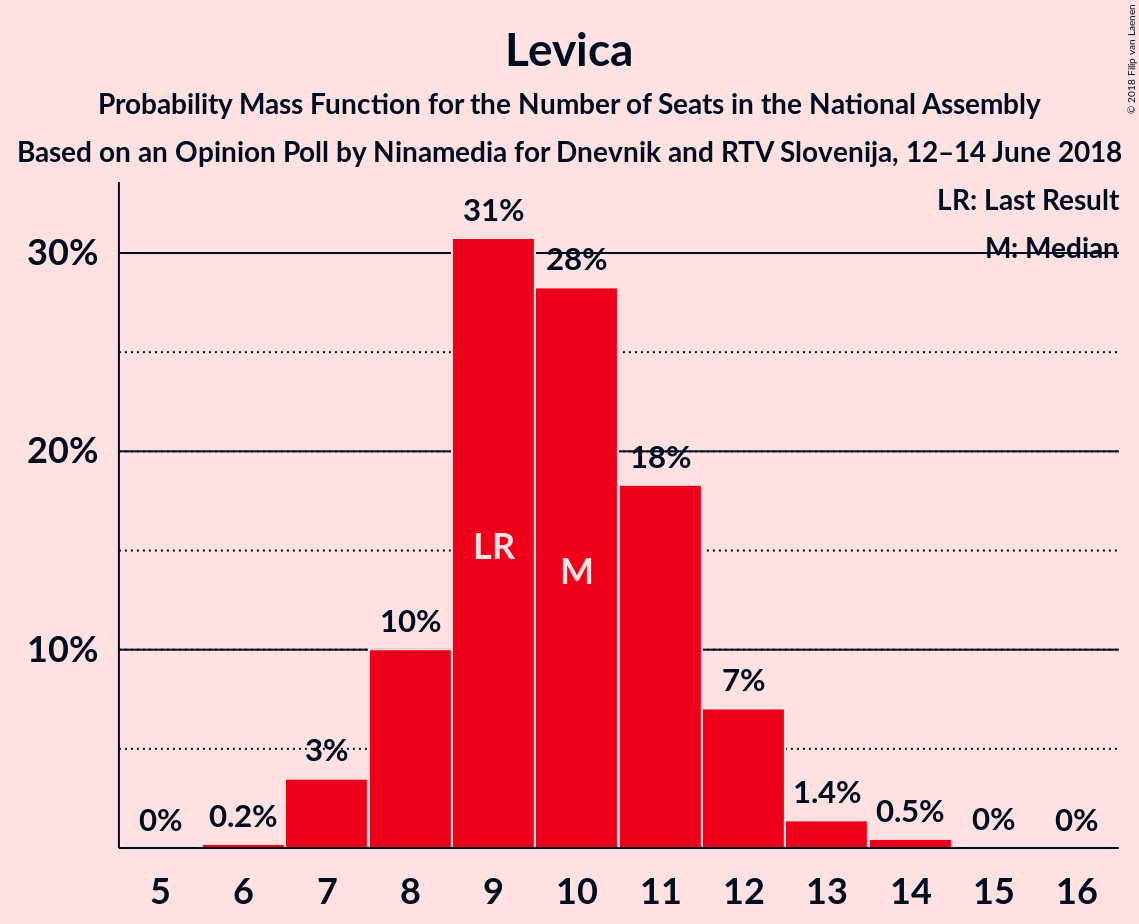 Levica
Probability Mass Function for the Number of Seats in the National Assembly
Based on an Opinion Poll by Ninamedia for Dnevnik and RTV Slovenija, 12–14 June 2018
© 2018 Filip van Laenen
LR: Last Result
M: Median
30%
20%
10%
0%
0.2%
3%
10%
31%
28%
18%
7%
1.4%
0.5%
0%
0%
LR
M
5 6 7 8 9 10 11 12 13 14 15 16